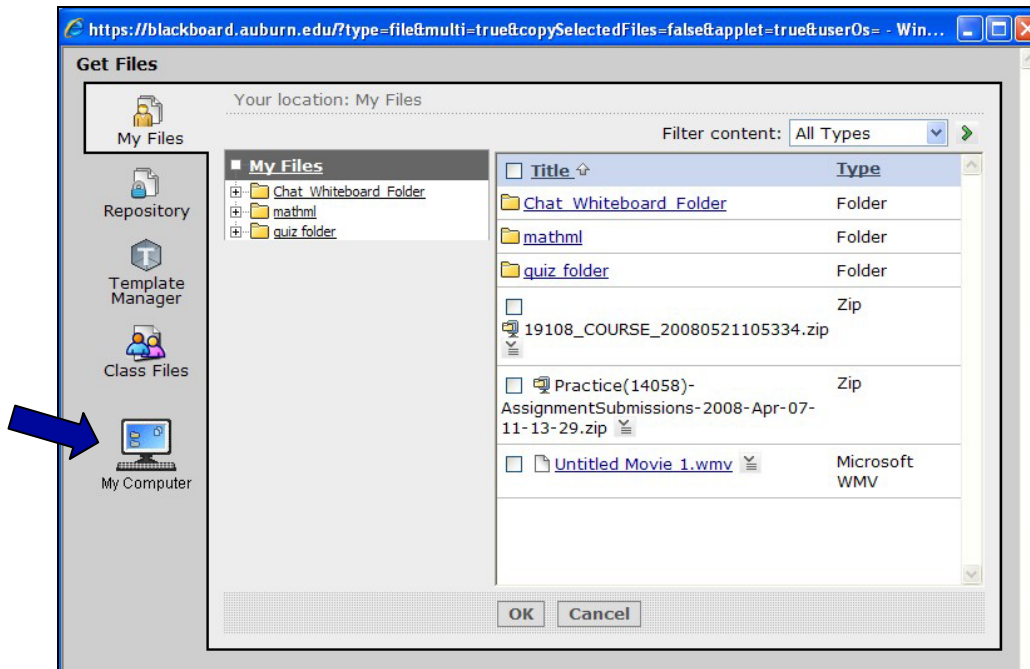 https://blackboard.auburn.edu/?type=file&multi=true&copySelectedFiles=false&applet=true&userOs= - Win...
Get Files
My Files
Repository
Template
Manager
Class Files
My Computer
Your location: My Files
Filter content: All Types
My Files
Chat_Whiteboard_Folder
mathml
quiz folder
Title Type
Chat_Whiteboard_Folder Folder
mathml Folder
quiz folder Folder
Zip
19108_COURSE_20080521105334.zip
Practice(14058)- Zip
AssignmentSubmissions-2008-Apr-07-
11-13-29.zip
Untitled Movie 1.wmv Microsoft
WMV
OK Cancel